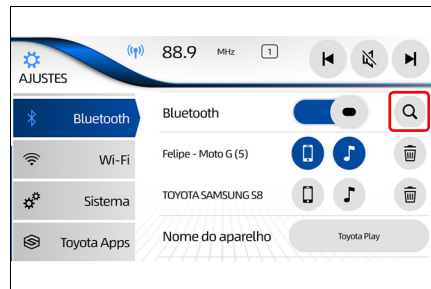 88.9 MHz 1
AJUSTES
Bluetooth
Wi-Fi
Sistema
Toyota Apps
Bluetooth
Felipe - Moto G (5)
TOYOTA SAMSUNG S8
Nome do aparelho
Toyota Play